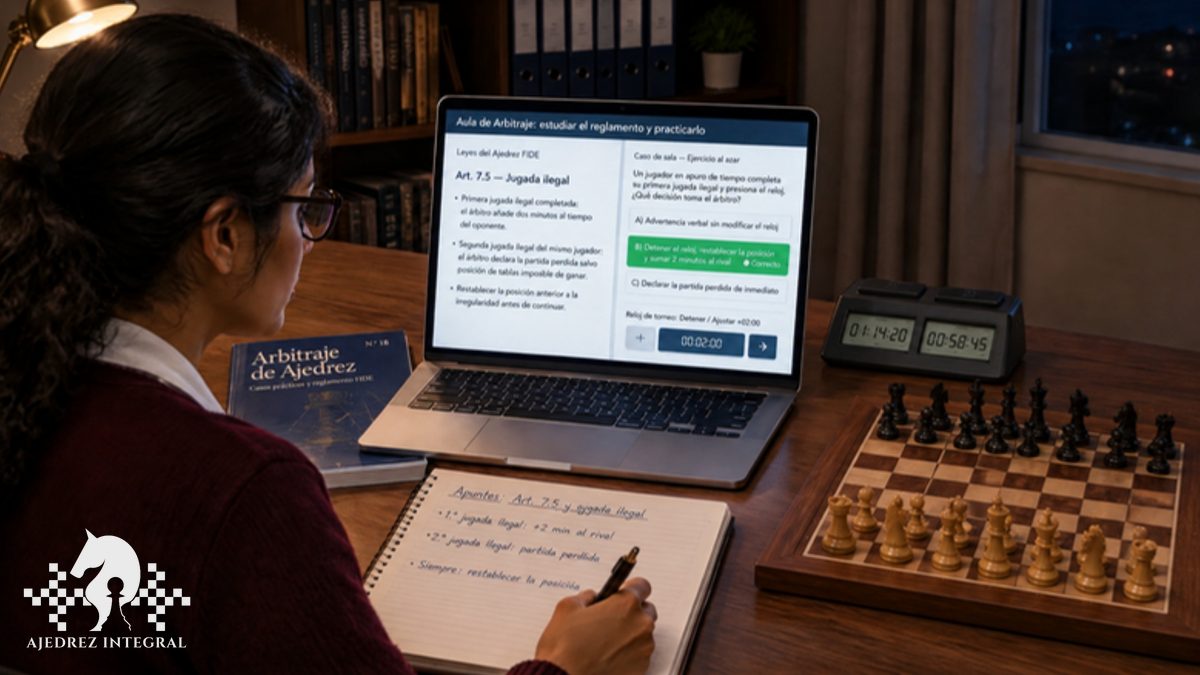 Aula de Arbitraje: estudiar el reglamento y practicarlo
Leyes del Ajedrez FIDE
Art. 7.5 — Jugada ilegal
• Primera jugada ilegal completada:
el árbitro añade dos minutos al tiempo
del oponente.
• Segunda jugada ilegal del mismo jugador:
el árbitro declara la partida perdida salvo
posición de tablas imposible de ganar.
• Restablecer la posición anterior a la
irregularidad antes de continuar.
Caso de sala — Ejercicio al azar
Un jugador en apuro de tiempo completa
su primera jugada ilegal y presiona el reloj.
¿Qué decisión toma el árbitro?
A) Advertencia verbal sin modificar el reloj
B) Detener el reloj, restablecer la posición
y sumar 2 minutos al rival Correcto
C) Declarar la partida perdida de inmediato
Reloj de torneo: Detener / Ajustar +02:00
+ 00:02:00 →
01:14:20 00:58:45
Nº 16
Arbitraje
de Ajedrez
Casos prácticos y reglamento FIDE
Apuntes: Art. 7.5 y jugada ilegal
• 1.ª jugada ilegal: +2 min al rival
• 2.ª jugada ilegal: partida perdida
• Siempre: restablecer la posición
AJEDREZ INTEGRAL